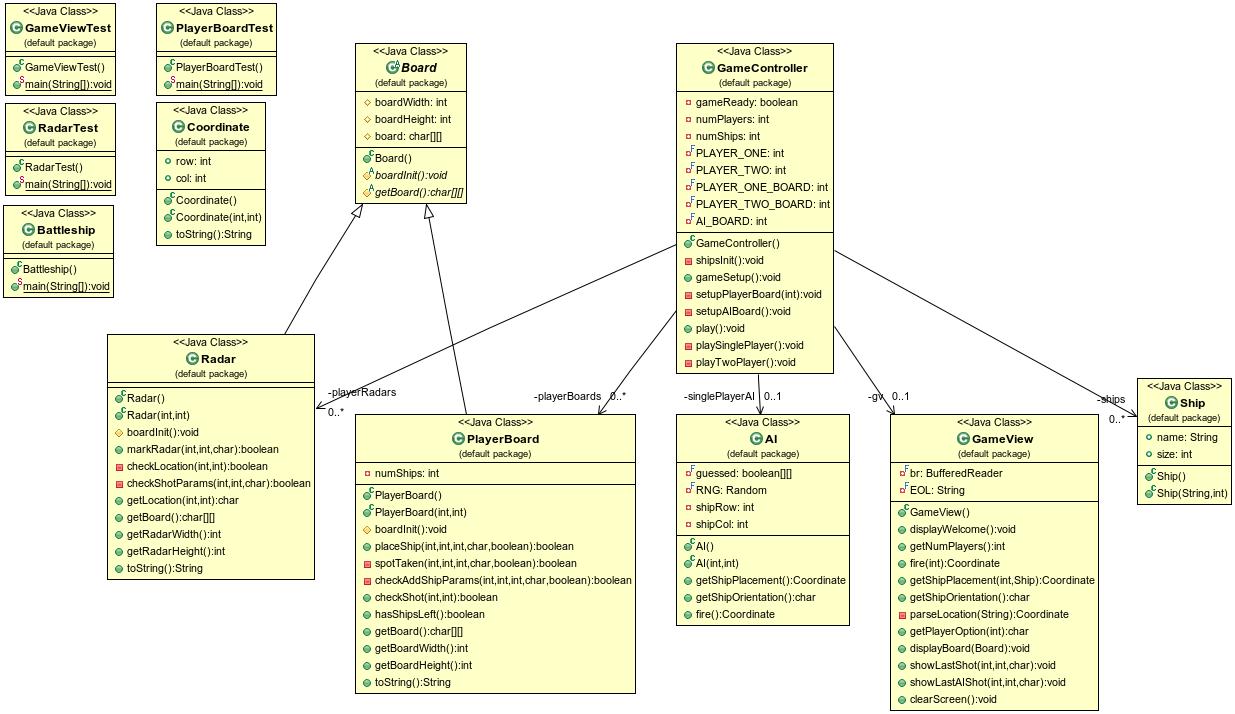 <<Java Class>>
GameViewTest
(default package)
GameViewTest()
main(String[]):void
<<Java Class>>
PlayerBoardTest
(default package)
PlayerBoardTest()
main(String[]):void
<<Java Class>>
RadarTest
(default package)
RadarTest()
main(String[]):void
<<Java Class>>
Coordinate
(default package)
row: int
col: int
Coordinate()
Coordinate(int,int)
toString():String
<<Java Class>>
Battleship
(default package)
Battleship()
main(String[]):void
<<Java Class>>
Board
(default package)
boardWidth: int
boardHeight: int
board: char[][]
Board()
boardInit():void
getBoard():char[][]
<<Java Class>>
GameController
(default package)
gameReady: boolean
numPlayers: int
numShips: int
PLAYER_ONE: int
PLAYER_TWO: int
PLAYER_ONE_BOARD: int
PLAYER_TWO_BOARD: int
AI_BOARD: int
GameController()
shipsInit():void
gameSetup():void
setupPlayerBoard(int):void
setupAIBoard():void
play():void
playSinglePlayer():void
playTwoPlayer():void
-playerRadars
0..*
-playerBoards
0..*
-singlePlayerAI
0..1
-gv
0..1
-ships
0..*
<<Java Class>>
Radar
(default package)
Radar()
Radar(int,int)
boardInit():void
markRadar(int,int,char):boolean
checkLocation(int,int):boolean
checkShotParams(int,int,char):boolean
getLocation(int,int):char
getBoard():char[][]
getRadarWidth():int
getRadarHeight():int
toString():String
<<Java Class>>
PlayerBoard
(default package)
numShips: int
PlayerBoard()
PlayerBoard(int,int)
boardInit():void
placeShip(int,int,int,char,boolean):boolean
spotTaken(int,int,int,char,boolean):boolean
checkAddShipParams(int,int,int,char,boolean):boolean
checkShot(int,int):boolean
hasShipsLeft():boolean
getBoard():char[][]
getBoardWidth():int
getBoardHeight():int
toString():String
<<Java Class>>
AI
(default package)
guessed: boolean[][]
RNG: Random
shipRow: int
shipCol: int
AI()
AI(int,int)
getShipPlacement():Coordinate
getShipOrientation():char
fire():Coordinate
<<Java Class>>
GameView
(default package)
br: BufferedReader
EOL: String
GameView()
displayWelcome():void
getNumPlayers():int
fire(int):Coordinate
getShipPlacement(int,Ship):Coordinate
getShipOrientation():char
parseLocation(String):Coordinate
getPlayerOption(int):char
displayBoard(Board):void
showLastShot(int,int,char):void
showLastAIShot(int,int,char):void
clearScreen():void
<<Java Class>>
Ship
(default package)
name: String
size: int
Ship()
Ship(String,int)